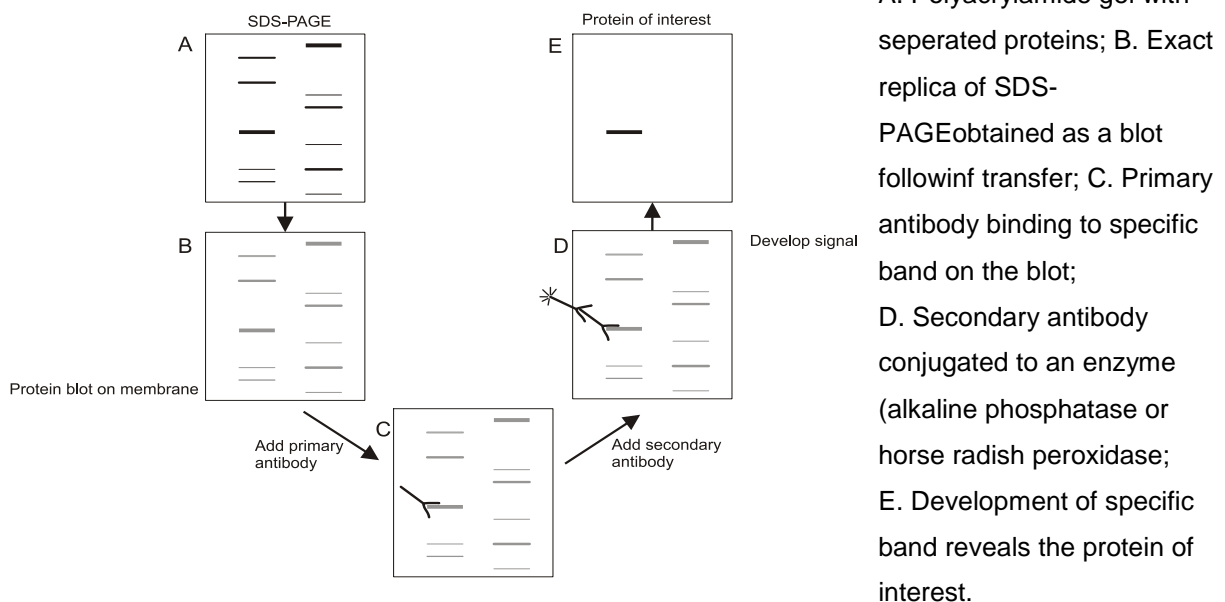 SDS-PAGE
A
Protein of interest
E
B
Protein blot on membrane
Add primary
antibody
C
Add secondary
antibody
D
Develop signal
A. Polyacrylamide gel with
seperated proteins; B. Exact
replica of SDS-
PAGEobtained as a blot
followinf transfer; C. Primary
antibody binding to specific
band on the blot;
D. Secondary antibody
conjugated to an enzyme
(alkaline phosphatase or
horse radish peroxidase;
E. Development of specific
band reveals the protein of
interest.